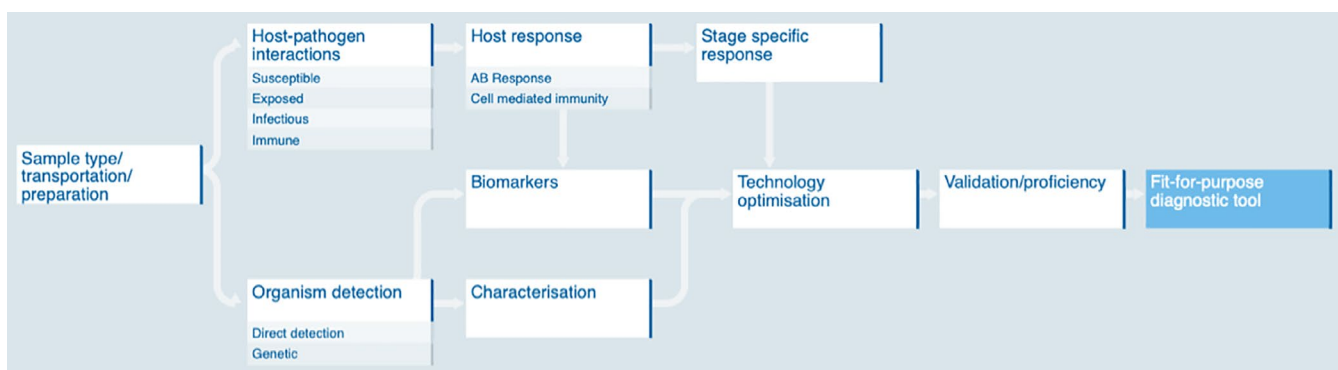 Sample type/
transportation/
preparation
Host-pathogen
interactions
Susceptible
Exposed
Infectious
Immune
Host response
AB Response
Cell mediated immunity
Stage specific
response
Biomarkers
Organism detection
Direct detection
Genetic
Characterisation
Technology
optimisation
Validation/proficiency
Fit-for-purpose
diagnostic tool